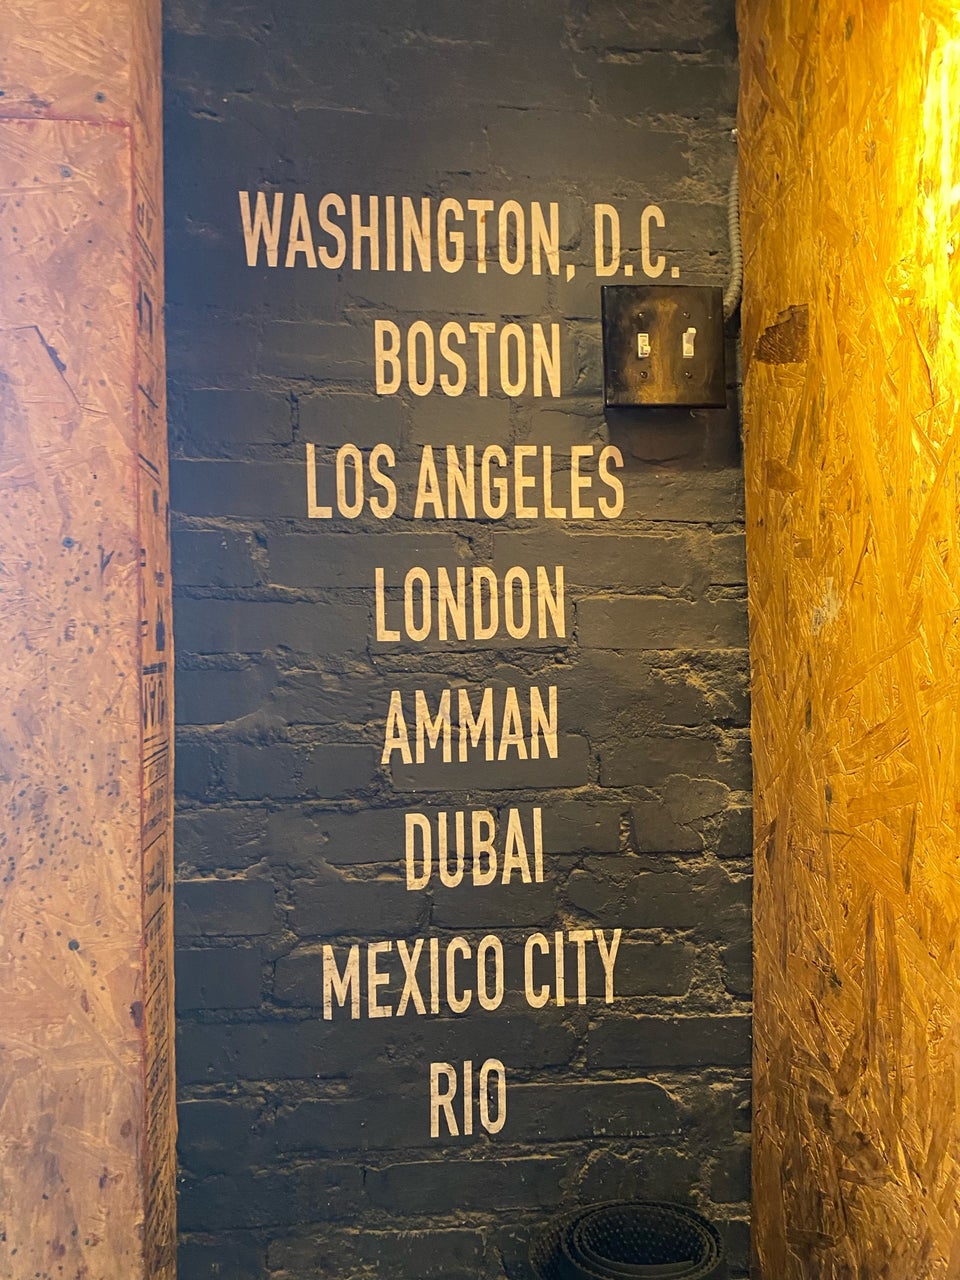 WASHINGTON, D.C.
BOSTON
LOS ANGELES
LONDON
AMMAN
DUBAI
MEXICO CITY
RIO